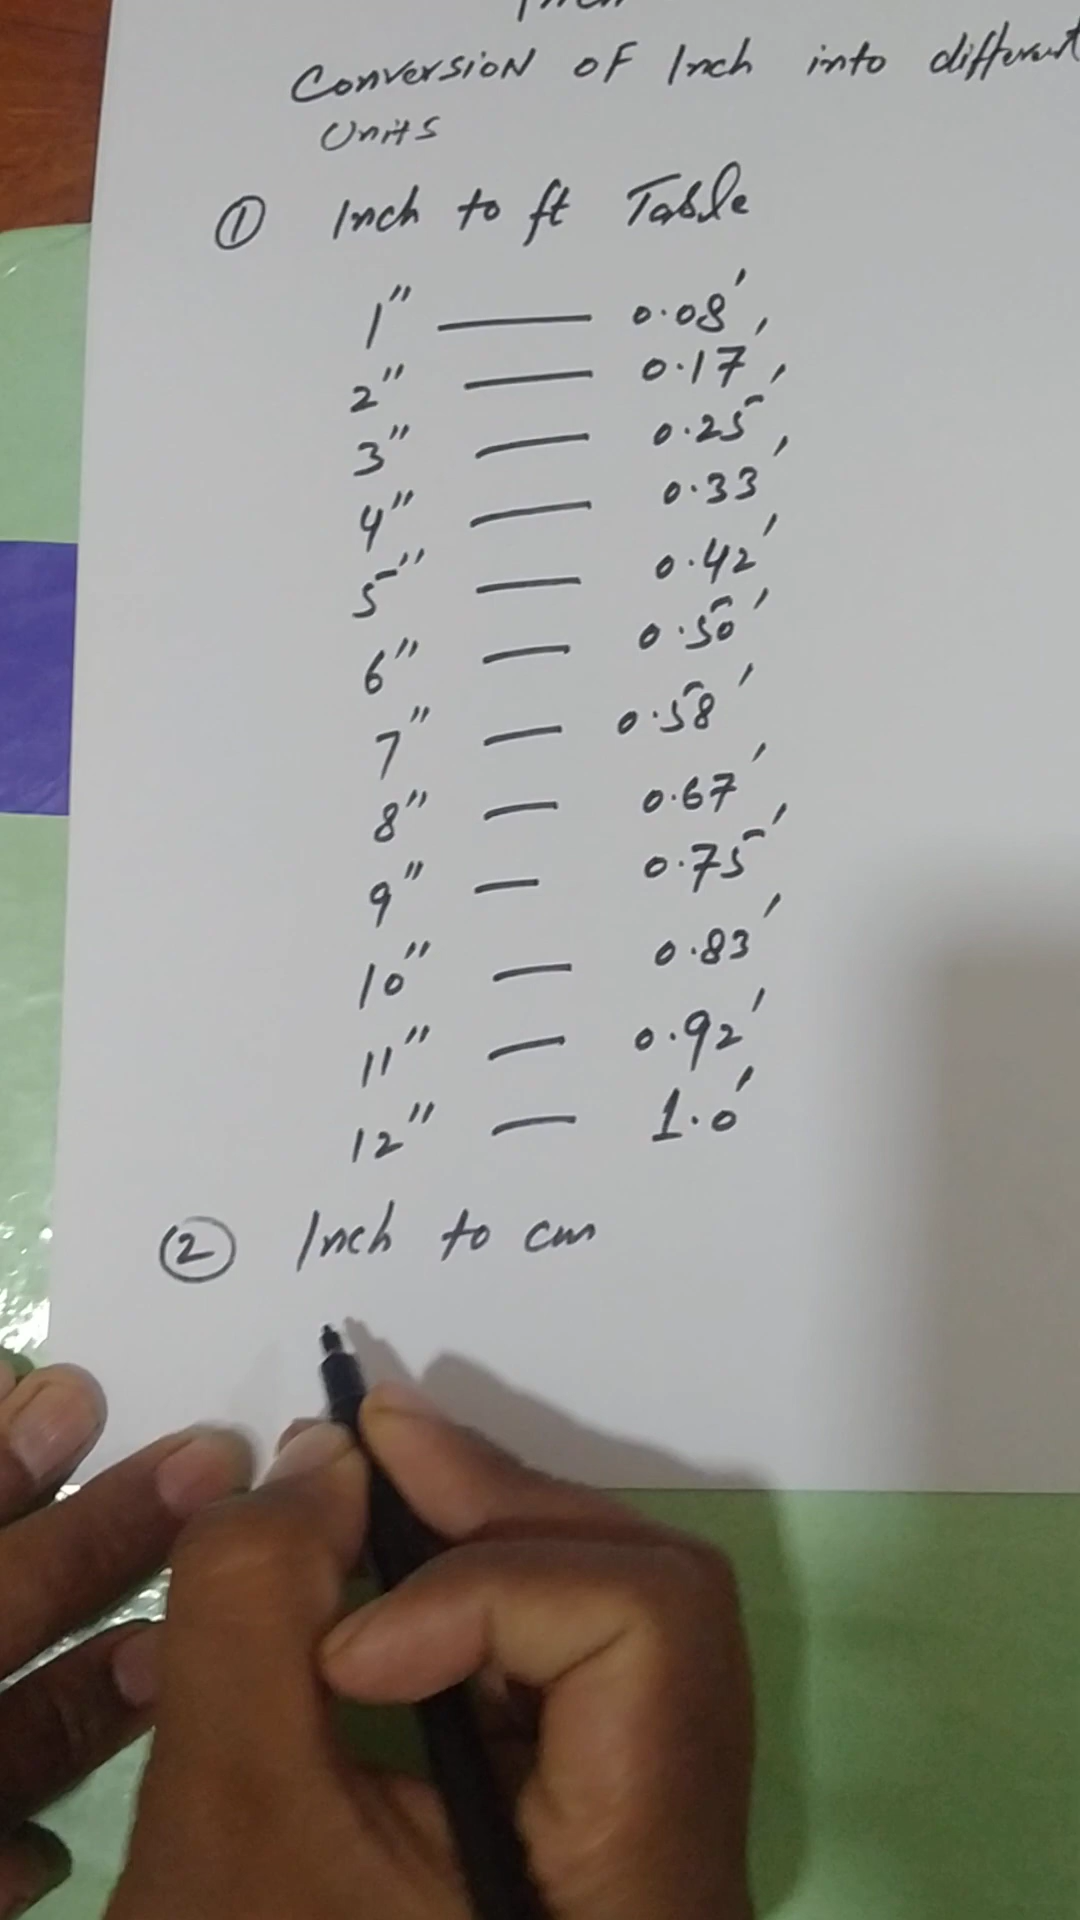 Conversion of Inch into different
Units
① Inch to ft Table
1" — 0.08'
2" — 0.17'
3" — 0.25'
4" — 0.33'
5" — 0.42'
6" — 0.50'
7" — 0.58'
8" — 0.67'
9" — 0.75'
10" — 0.83'
11" — 0.92'
12" — 1.0'
② Inch to cm